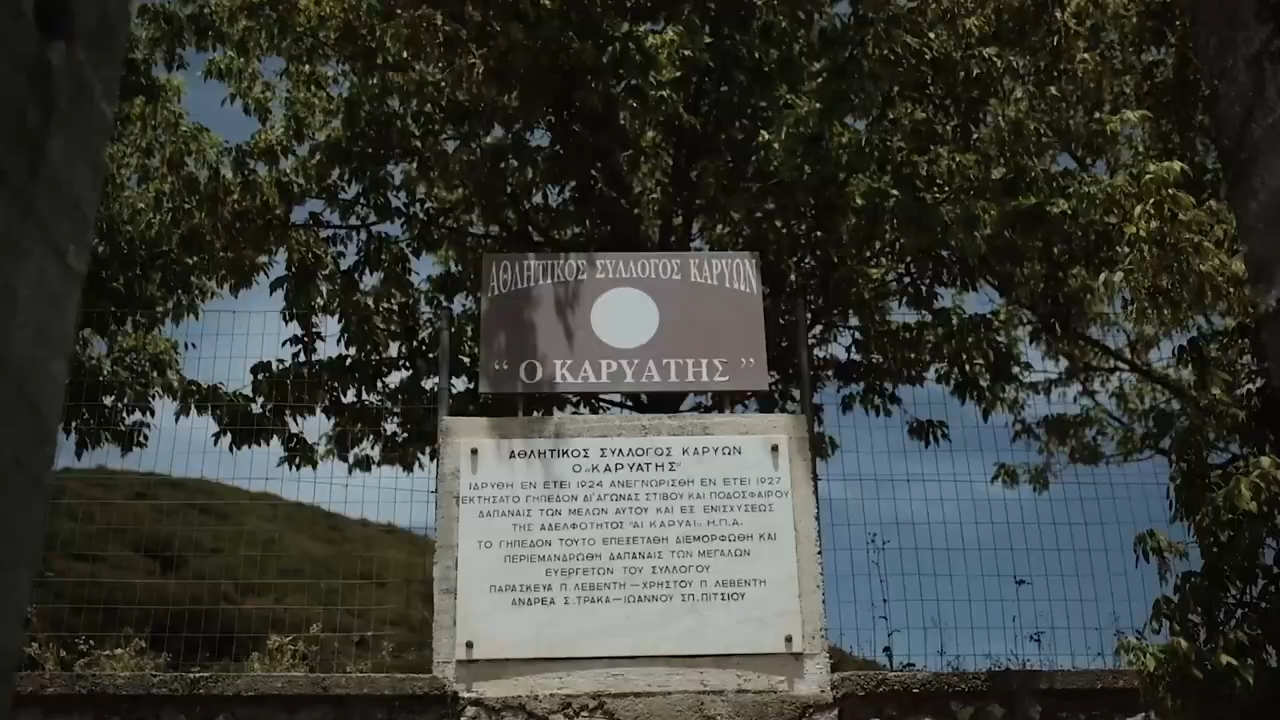 ΑΘΛΗΤΙΚΟΣ ΣΥΛΛΟΓΟΣ ΚΑΡΥΩΝ
“ Ο ΚΑΡΥΑΤΗΣ ”
ΑΘΛΗΤΙΚΟΣ ΣΥΛΛΟΓΟΣ ΚΑΡΥΩΝ
Ο „ΚΑΡΥΑΤΗΣ”
ΙΔΡΥΘΗ ΕΝ ΕΤΕΙ 1924 ΑΝΕΓΝΩΡΙΣΘΗ ΕΝ ΕΤΕΙ 1927
ΕΚΤΗΣΑΤΟ ΓΗΠΕΔΟΝ ΔΙ'ΑΓΩΝΑΣ ΣΤΙΒΟΥ ΚΑΙ ΠΟΔΟΣΦΑΙΡΟΥ
ΔΑΠΑΝΑΙΣ ΤΩΝ ΜΕΛΩΝ ΑΥΤΟΥ ΚΑΙ ΕΞ ΕΝΙΣΧΥΣΕΩΣ
ΤΗΣ ΑΔΕΛΦΟΤΗΤΟΣ "ΑΙ ΚΑΡΥΑΙ„ Η.Π.Α.
ΤΟ ΓΗΠΕΔΟΝ ΤΟΥΤΟ ΕΠΕΞΕΤΑΘΗ ΔΙΕΜΟΡΦΩΘΗ ΚΑΙ
ΠΕΡΙΕΜΑΝΔΡΩΘΗ ΔΑΠΑΝΑΙΣ ΤΩΝ ΜΕΓΑΛΩΝ
ΕΥΕΡΓΕΤΩΝ ΤΟΥ ΣΥΛΛΟΓΟΥ
ΠΑΡΑΣΚΕΥΑ Π. ΛΕΒΕΝΤΗ — ΧΡΗΣΤΟΥ Π. ΛΕΒΕΝΤΗ
ΑΝΔΡΕΑ Σ. ΤΡΑΚΑ — ΙΩΑΝΝΟΥ ΣΠ. ΠΙΤΣΙΟΥ